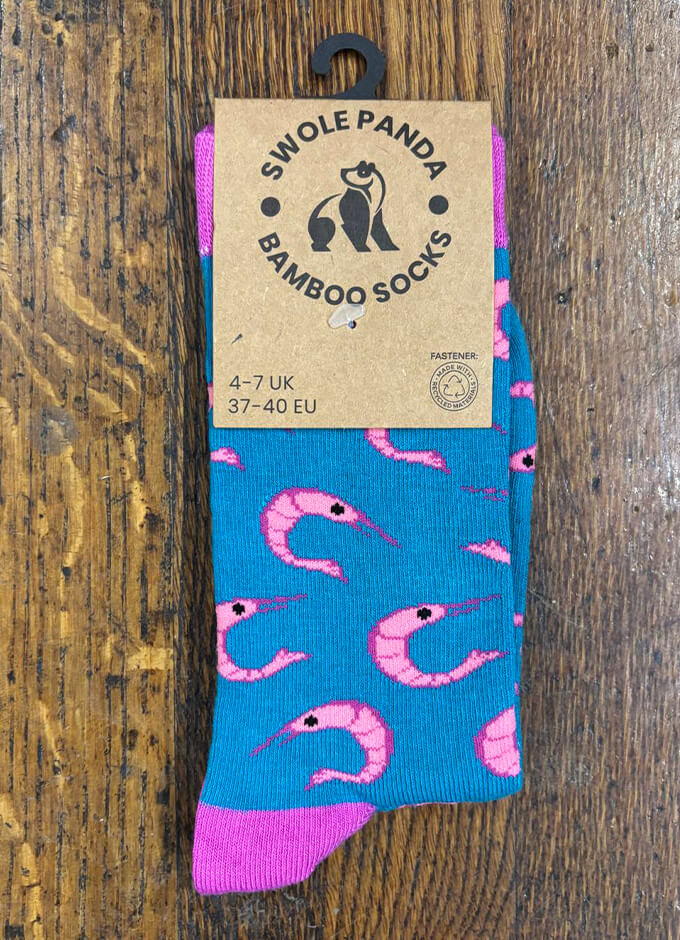 SWOLE PANDA
BAMBOO SOCKS
FASTENER:
MADE WITH
RECYCLED MATERIALS
4-7 UK
37-40 EU